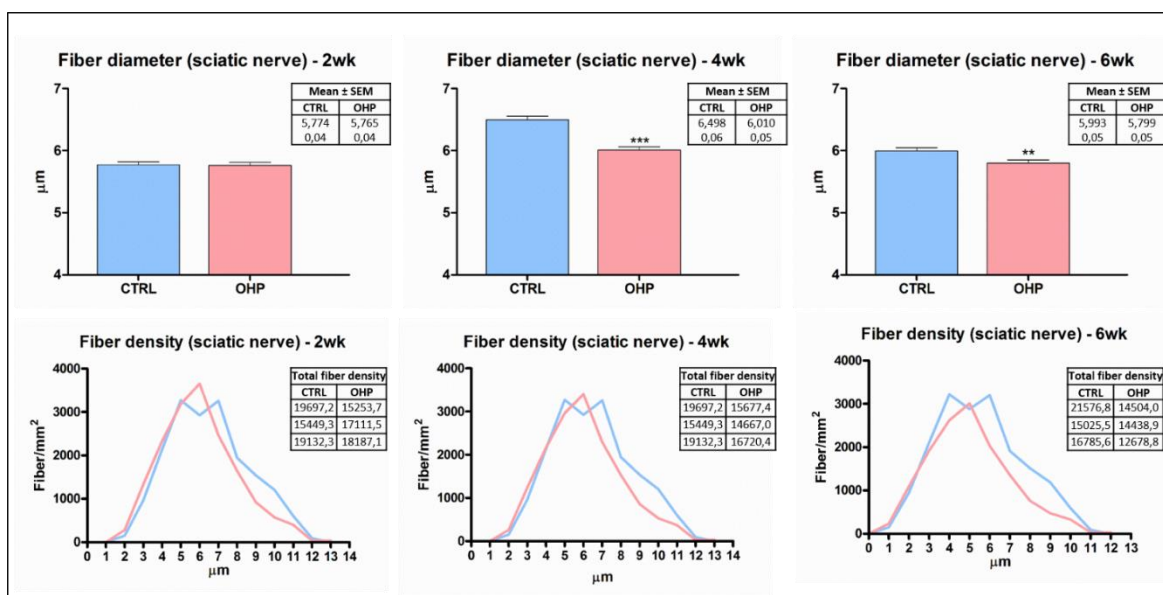 Fiber diameter (sciatic nerve) - 2wk
Mean ± SEM
CTRL OHP
5,774 5,765
0,04 0,04
7
6
5
4
μm
CTRL OHP
Fiber diameter (sciatic nerve) - 4wk
Mean ± SEM
CTRL OHP
6,498 6,010
0,06 0,05
7
6
5
4
μm
***
CTRL OHP
Fiber diameter (sciatic nerve) - 6wk
Mean ± SEM
CTRL OHP
5,993 5,799
0,05 0,05
7
6
5
4
μm
**
CTRL OHP
Fiber density (sciatic nerve) - 2wk
Total fiber density
CTRL OHP
19697,2 15253,7
15449,3 17111,5
19132,3 18187,1
4000
3000
2000
1000
0
Fiber/mm²
0 1 2 3 4 5 6 7 8 9 10 11 12 13 14
μm
Fiber density (sciatic nerve) - 4wk
Total fiber density
CTRL OHP
19697,2 15677,4
15449,3 14667,0
19132,3 16720,4
4000
3000
2000
1000
0
0 1 2 3 4 5 6 7 8 9 10 11 12 13 14
μm
Fiber density (sciatic nerve) - 6wk
Total fiber density
CTRL OHP
21576,8 14504,0
15025,5 14438,9
16785,6 12678,8
4000
3000
2000
1000
0
Fiber/mm²
0 1 2 3 4 5 6 7 8 9 10 11 12 13
μm